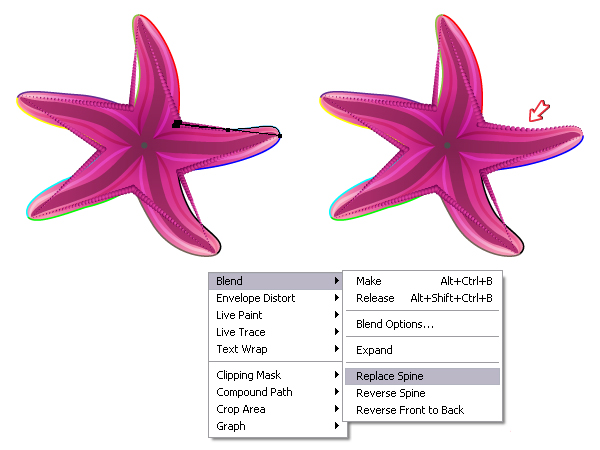 Blend
Envelope Distort
Live Paint
Live Trace
Text Wrap
Clipping Mask
Compound Path
Crop Area
Graph
Make Alt+Ctrl+B
Release Alt+Shift+Ctrl+B
Blend Options...
Expand
Replace Spine
Reverse Spine
Reverse Front to Back